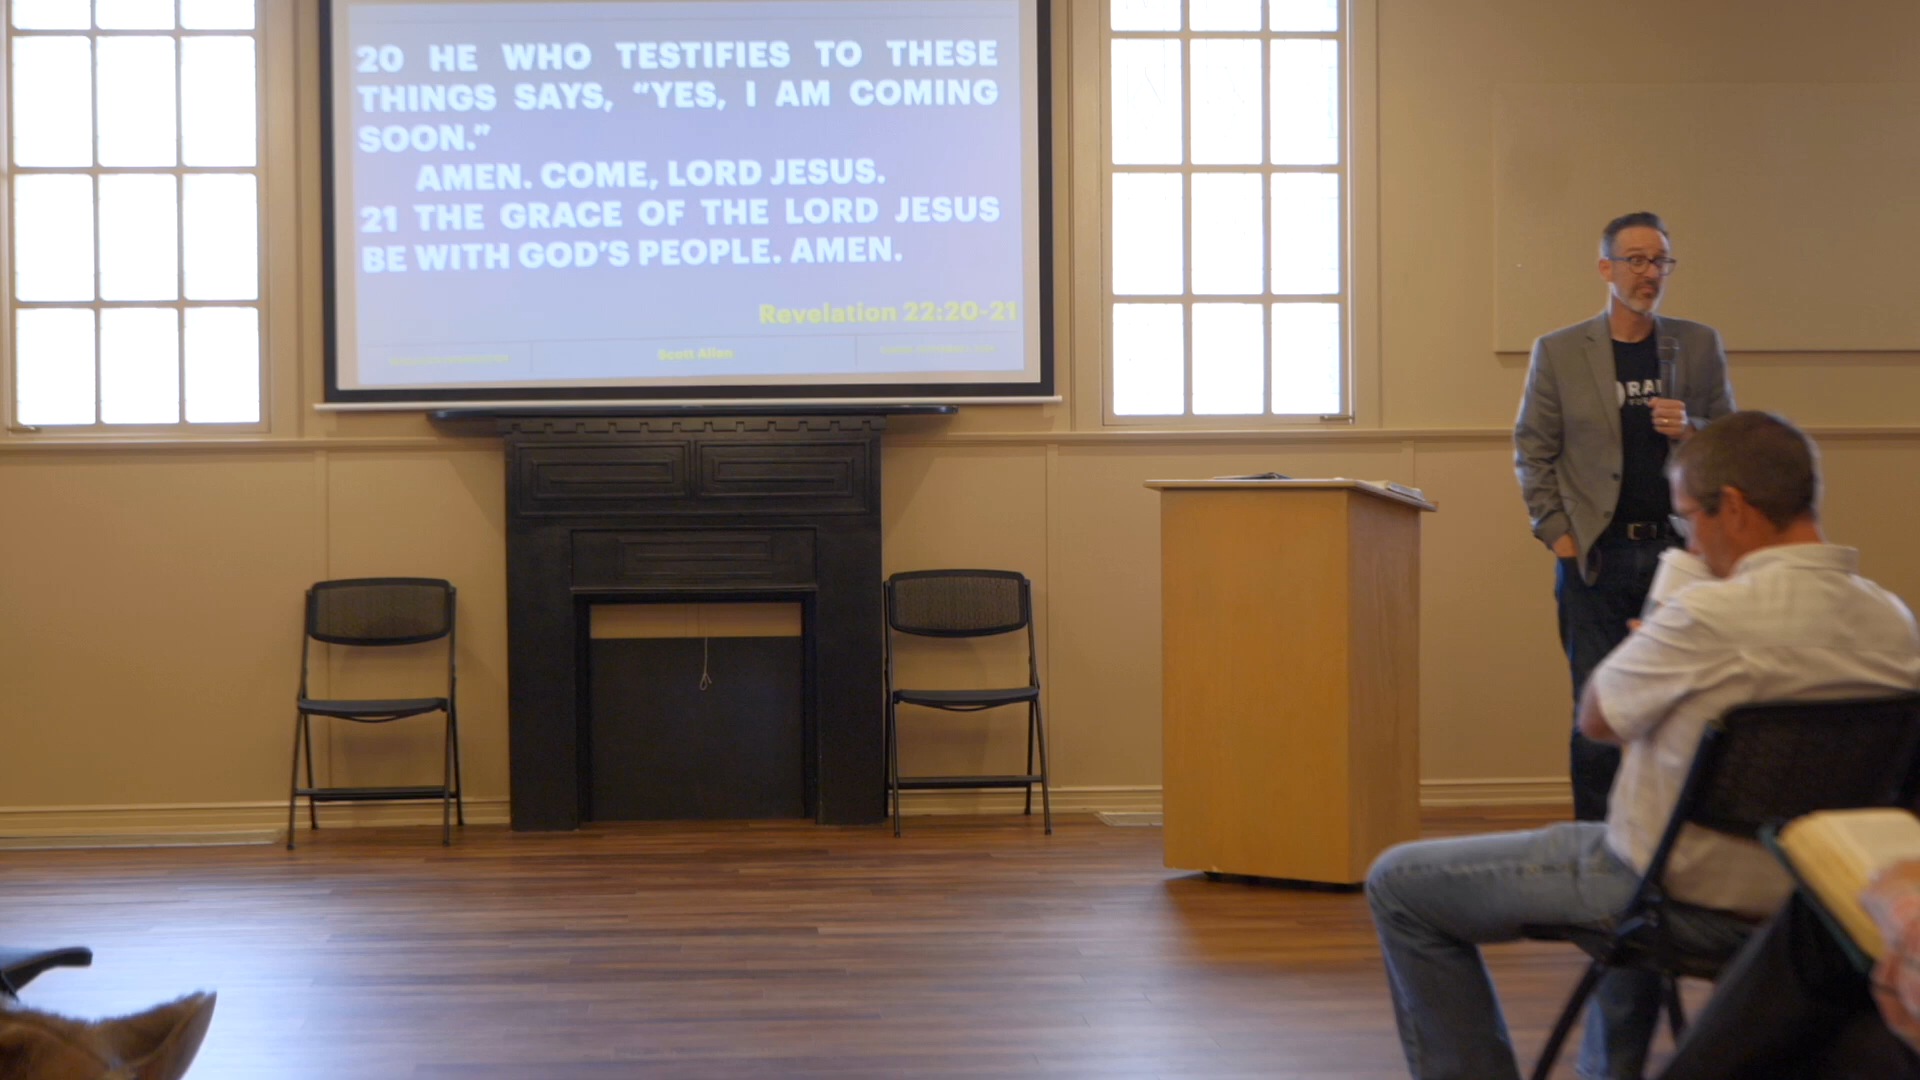 20 HE WHO TESTIFIES TO THESE
THINGS SAYS, “YES, I AM COMING
SOON.”
AMEN. COME, LORD JESUS.
21 THE GRACE OF THE LORD JESUS
BE WITH GOD’S PEOPLE. AMEN.
Revelation 22:20-21
Scott Allen